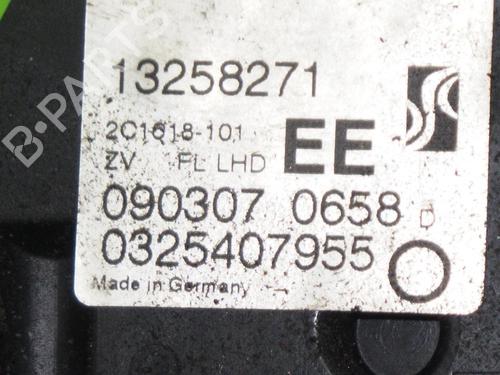 B-PARTS
13258271
2C1618-101
ZV FL LHD EE
090307 0658 D
0325407955
Made in Germany